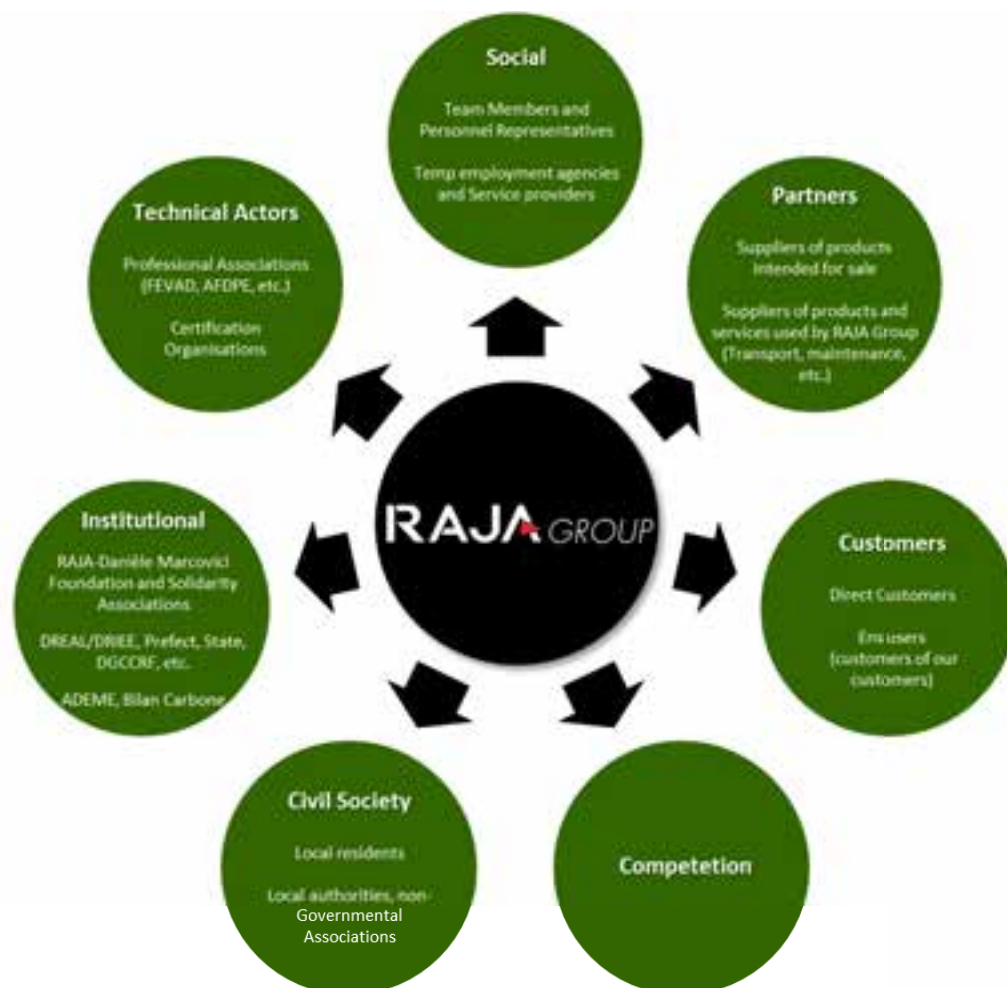 Social
Team Members and
Personnel Representatives
Temp employment agencies
and Service providers
Partners
Suppliers of products
intended for sale
Suppliers of products and
services used by RAJA Group
(Transport, maintenance,
etc.)
Customers
Direct Customers
Ens users
(customers of our
customers)
Competetion
Civil Society
Local residents
Local authorities, non-
Governmental
Associations
Institutional
RAJA-Danièle Marcovici
Foundation and Solidarity
Associations
DREAL/DRIEE, Prefect, State,
DGCCRF, etc.
ADEME, Bilan Carbone
Technical Actors
Professional Associations
(FEVAD, AFDPE, etc.)
Certification
Organisations
RAJA GROUP